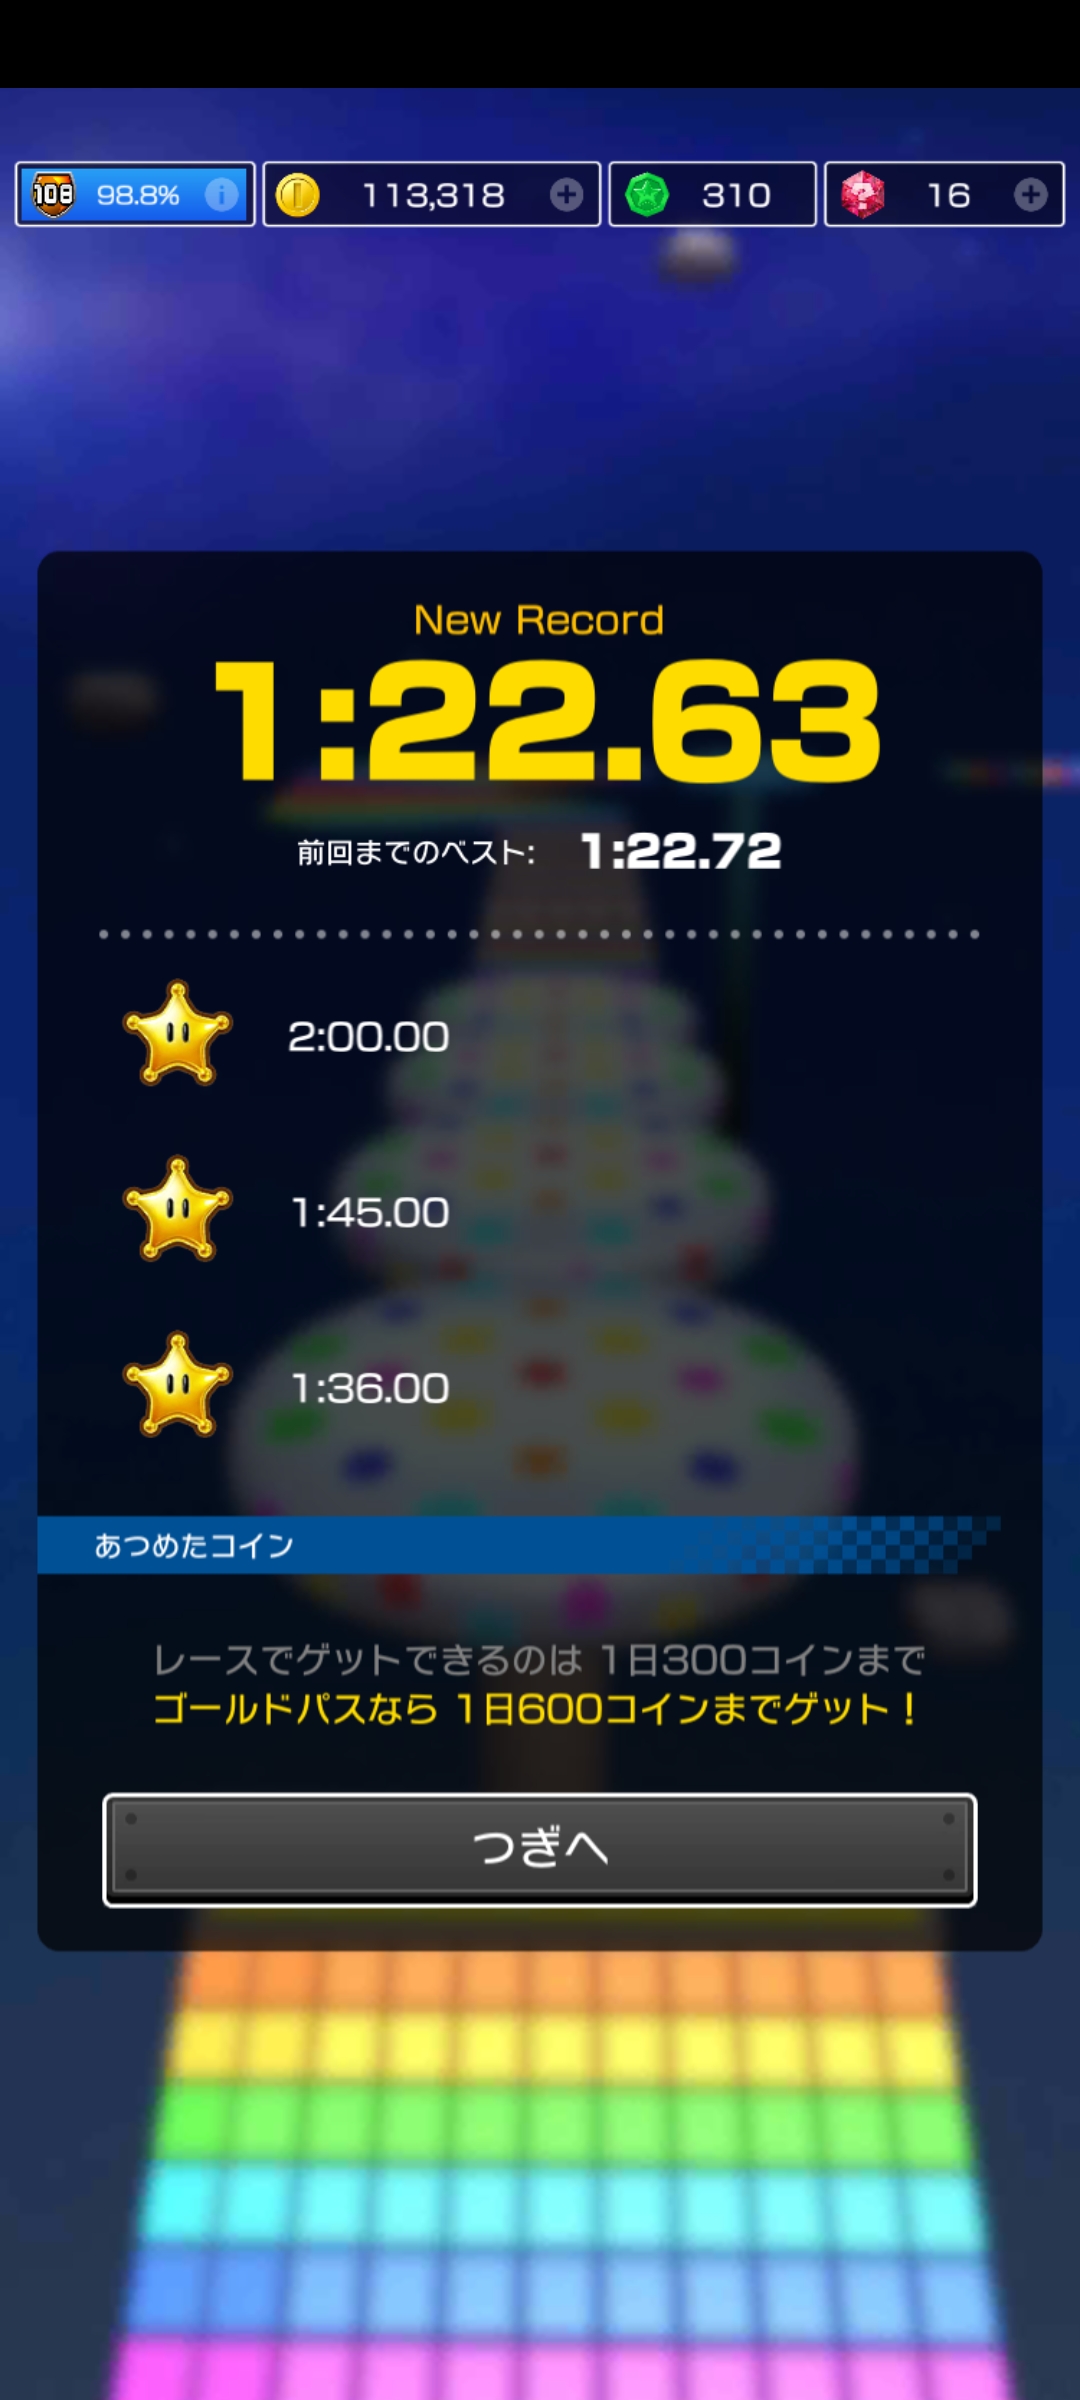 108 98.8% i 113,318 + 310 16 +
New Record
1:22.63
前回までのベスト: 1:22.72
2:00.00
1:45.00
1:36.00
あつめたコイン
レースでゲットできるのは 1日300コインまで
ゴールドパスなら 1日600コインまでゲット！
つぎへ